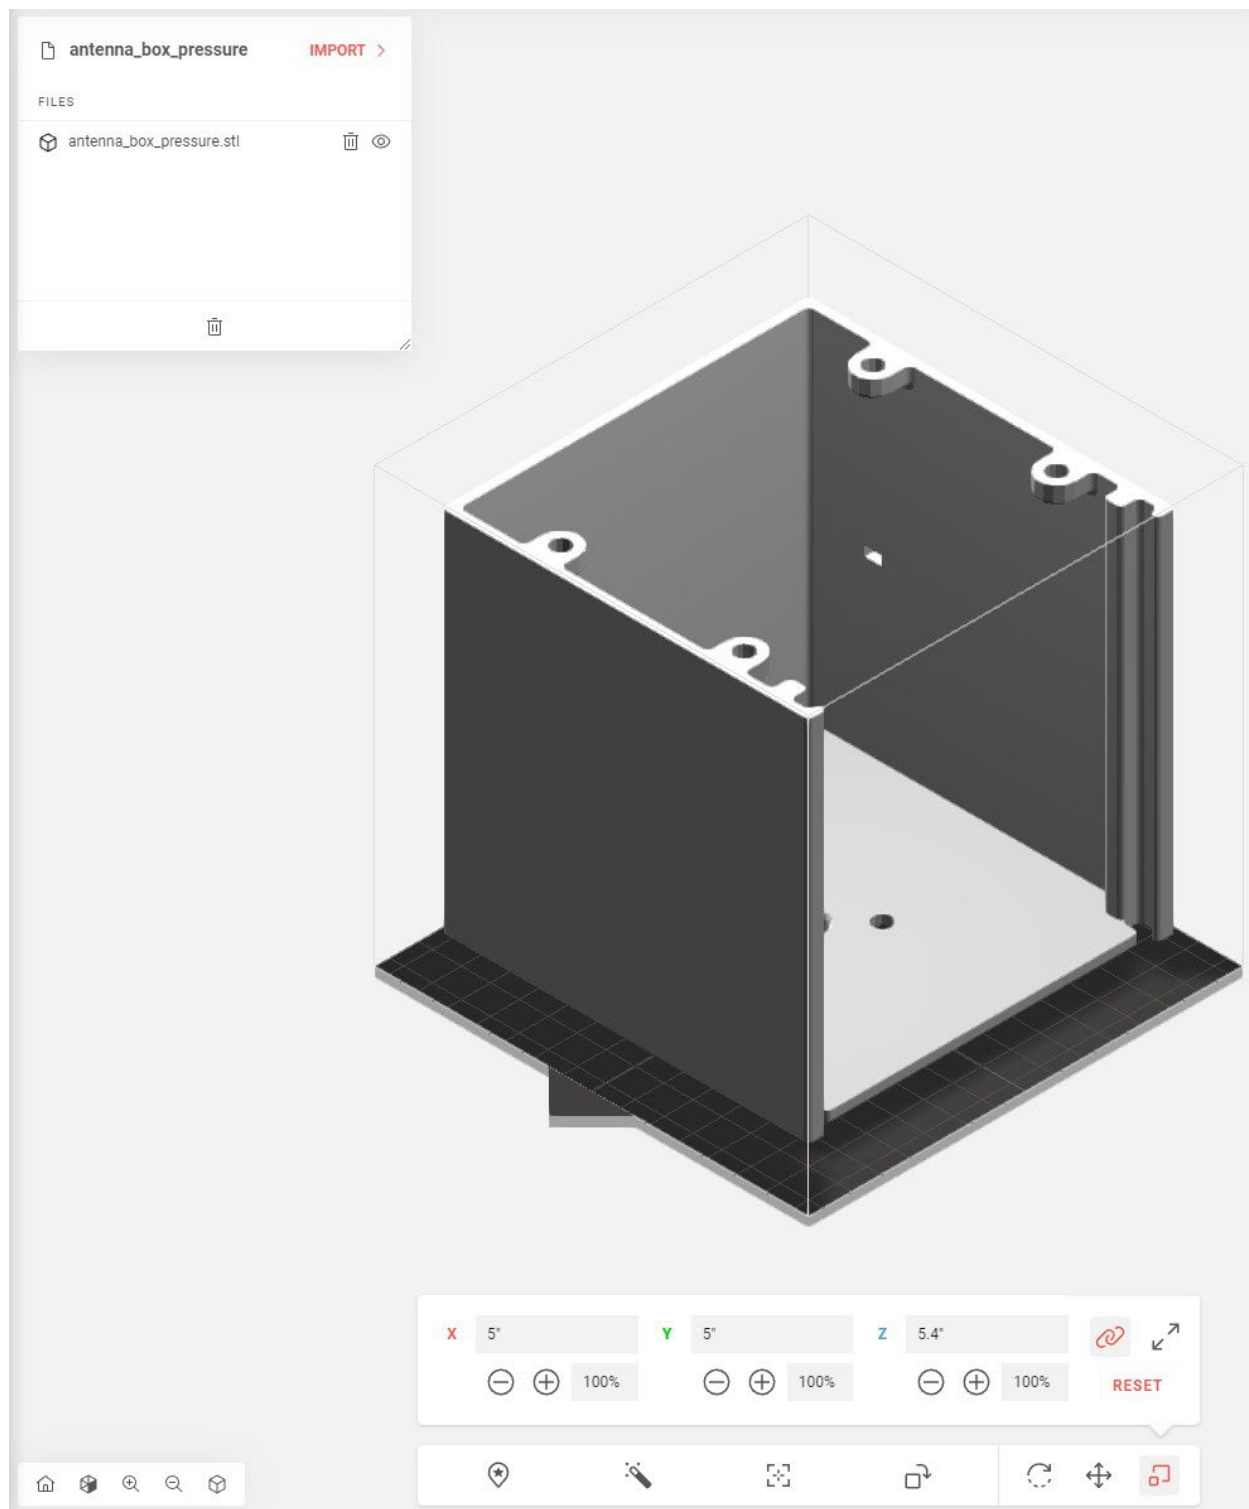 antenna_box_pressure IMPORT >
FILES
antenna_box_pressure.stl
X 5" Y 5" Z 5.4"
100% 100% 100% RESET